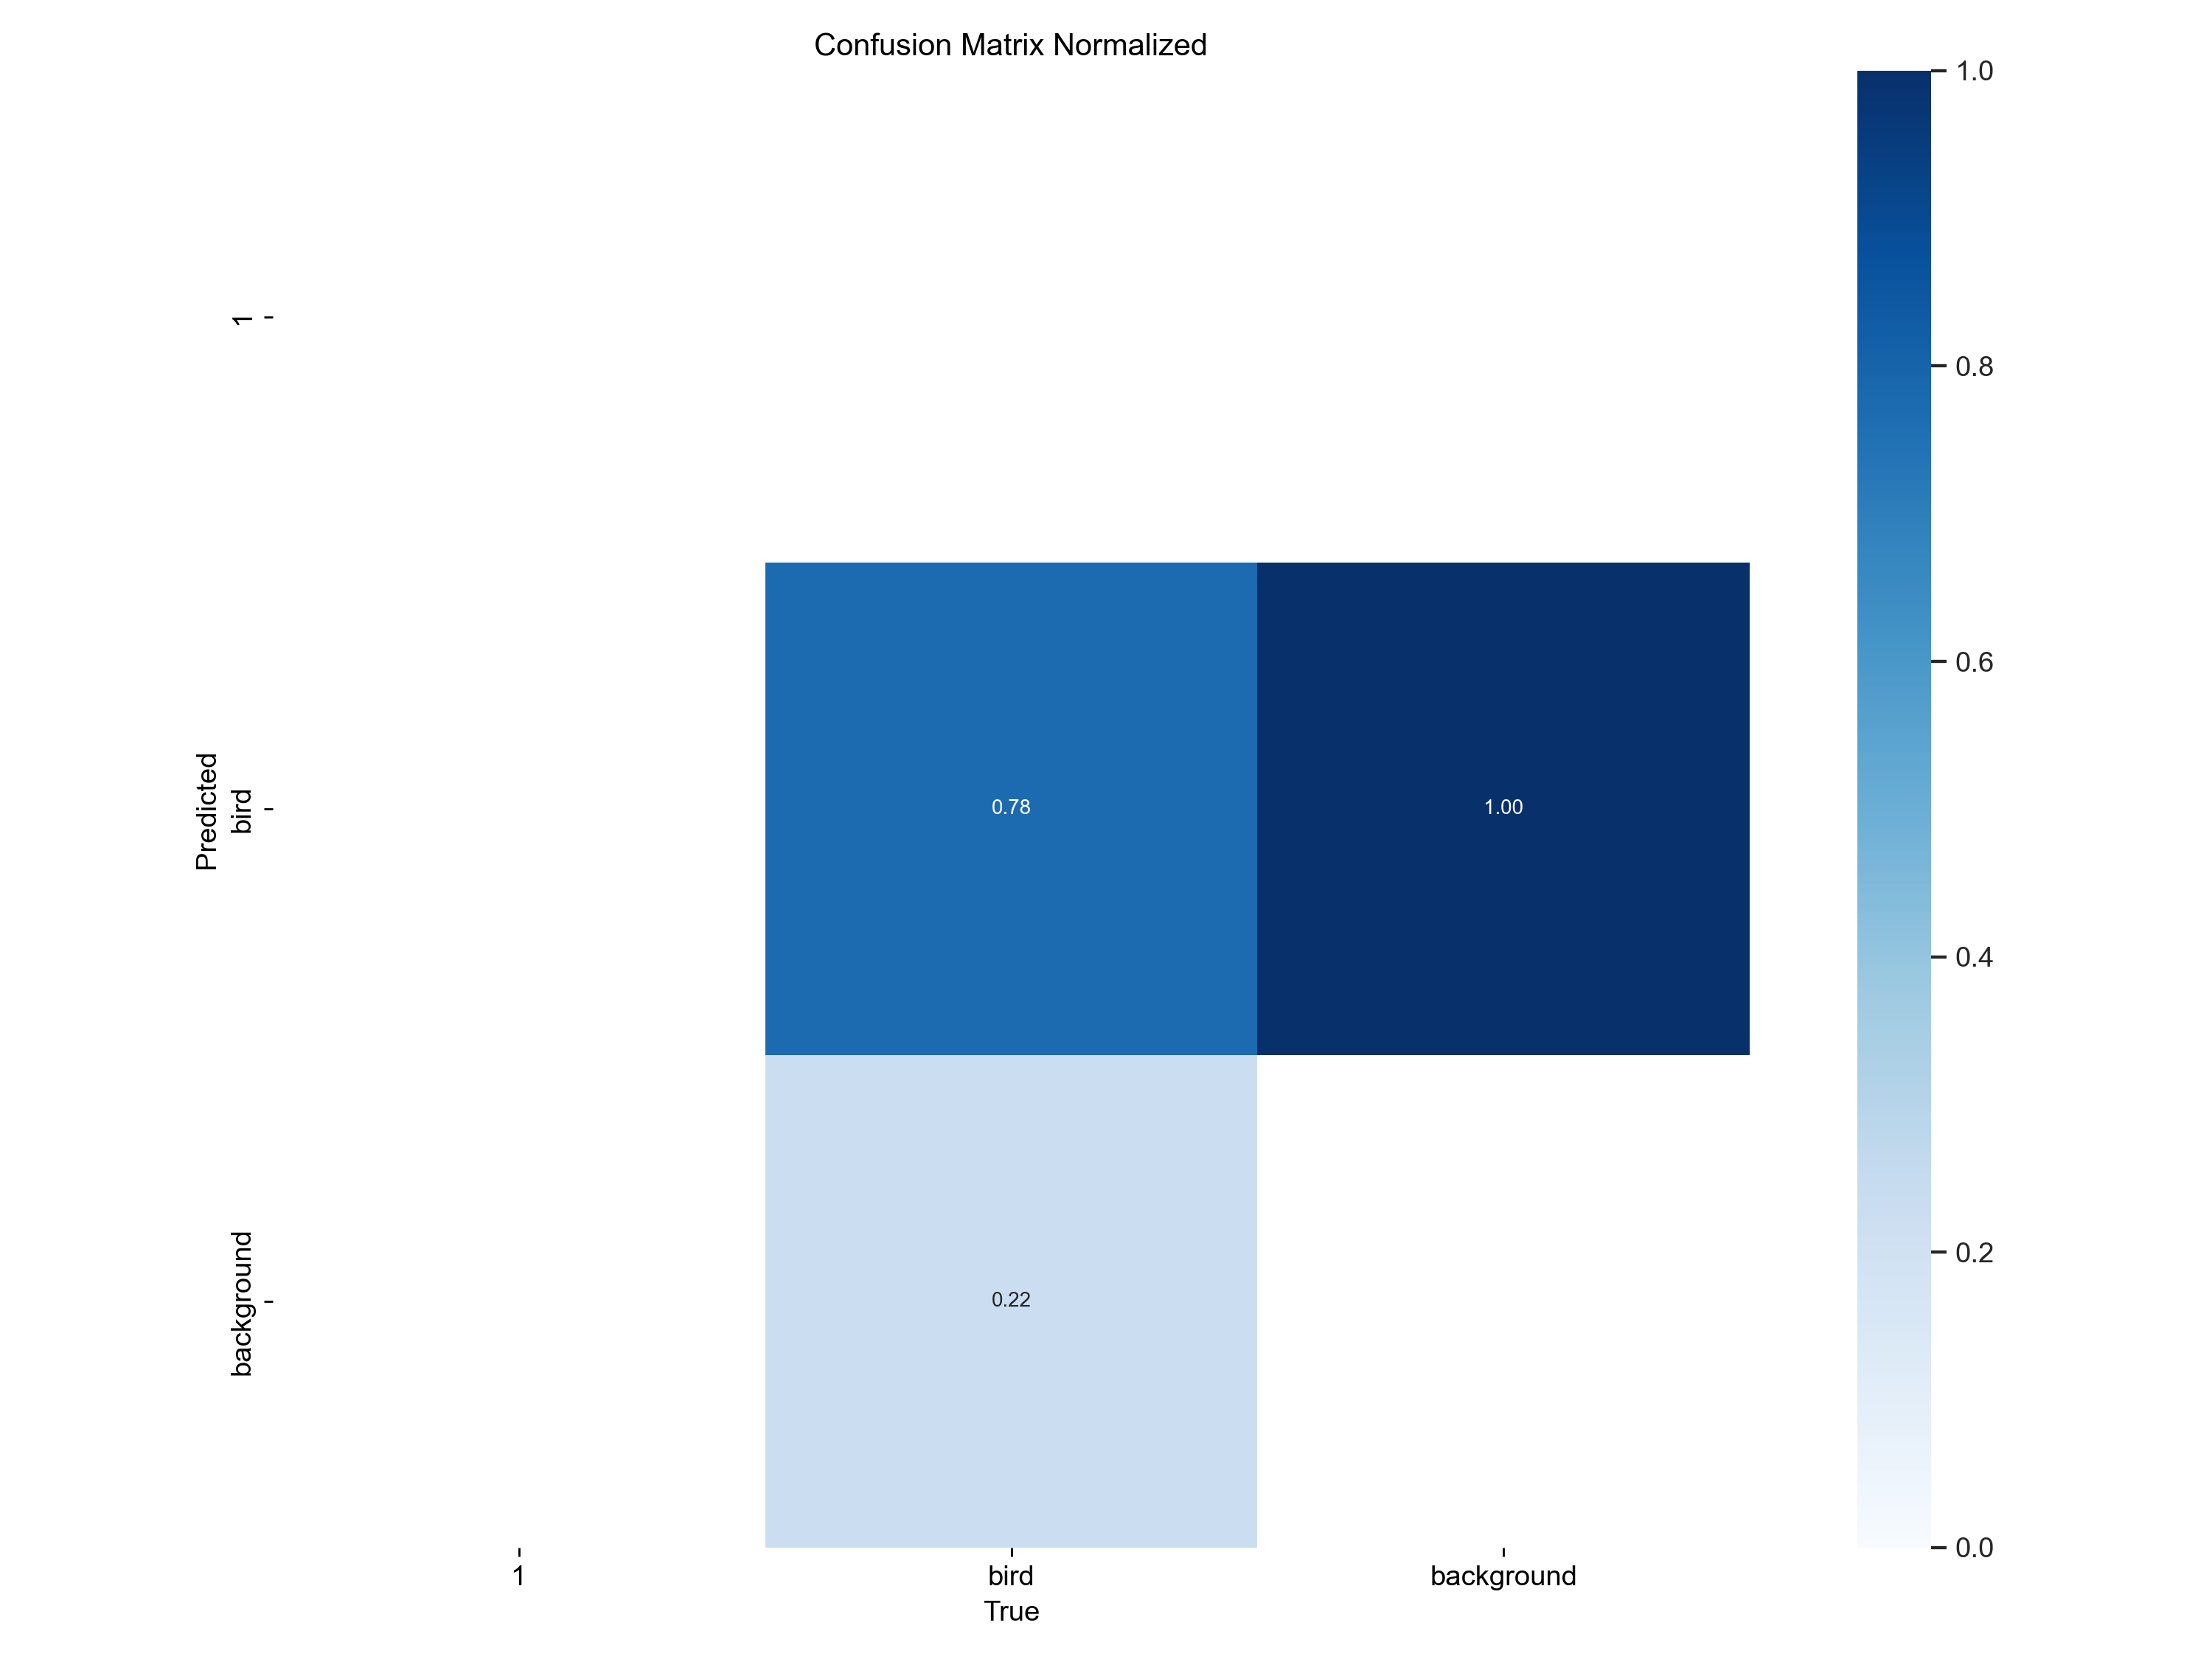 Confusion Matrix Normalized
1.0
0.8
0.6
0.4
0.2
0.0
Predicted
1
bird
background
0.78
1.00
0.22
1
bird
background
True